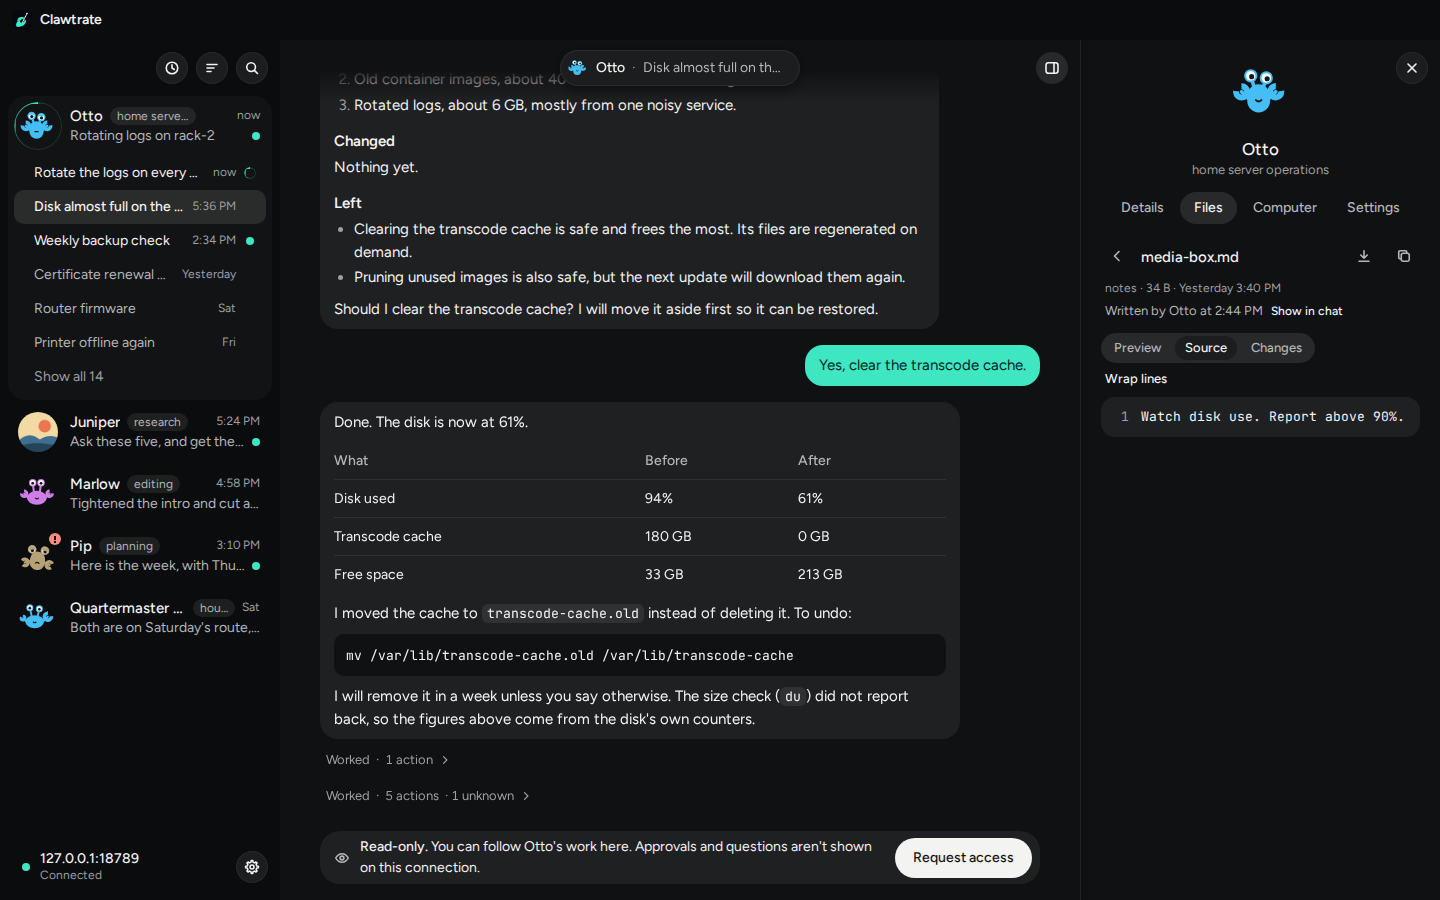 Clawtrate
Otto home serve... now
Rotating logs on rack-2
Rotate the logs on every ... now
Disk almost full on the ... 5:36 PM
Weekly backup check 2:34 PM
Certificate renewal ... Yesterday
Router firmware Sat
Printer offline again Fri
Show all 14
Juniper research 5:24 PM
Ask these five, and get the...
Marlow editing 4:58 PM
Tightened the intro and cut a...
Pip planning 3:10 PM
Here is the week, with Thu...
Quartermaster ... hou... Sat
Both are on Saturday's route,...
127.0.0.1:18789
Connected
Otto · Disk almost full on th...
2. Old container images, about 40
3. Rotated logs, about 6 GB, mostly from one noisy service.
Changed
Nothing yet.
Left
• Clearing the transcode cache is safe and frees the most. Its files are regenerated on
demand.
• Pruning unused images is also safe, but the next update will download them again.
Should I clear the transcode cache? I will move it aside first so it can be restored.
Yes, clear the transcode cache.
Done. The disk is now at 61%.
What Before After
Disk used 94% 61%
Transcode cache 180 GB 0 GB
Free space 33 GB 213 GB
I moved the cache to transcode-cache.old instead of deleting it. To undo:
mv /var/lib/transcode-cache.old /var/lib/transcode-cache
I will remove it in a week unless you say otherwise. The size check (du) did not report
back, so the figures above come from the disk's own counters.
Worked · 1 action
Worked · 5 actions · 1 unknown
Read-only. You can follow Otto's work here. Approvals and questions aren't shown
on this connection.
Request access
Otto
home server operations
Details Files Computer Settings
media-box.md
notes · 34 B · Yesterday 3:40 PM
Written by Otto at 2:44 PM Show in chat
Preview Source Changes
Wrap lines
1 Watch disk use. Report above 90%.